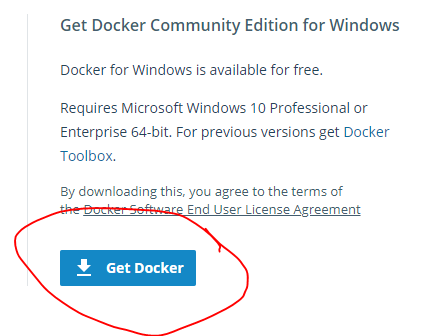 Get Docker Community Edition for Windows
Docker for Windows is available for free.
Requires Microsoft Windows 10 Professional or
Enterprise 64-bit. For previous versions get Docker
Toolbox.
By downloading this, you agree to the terms of
the Docker Software End User License Agreement
Get Docker